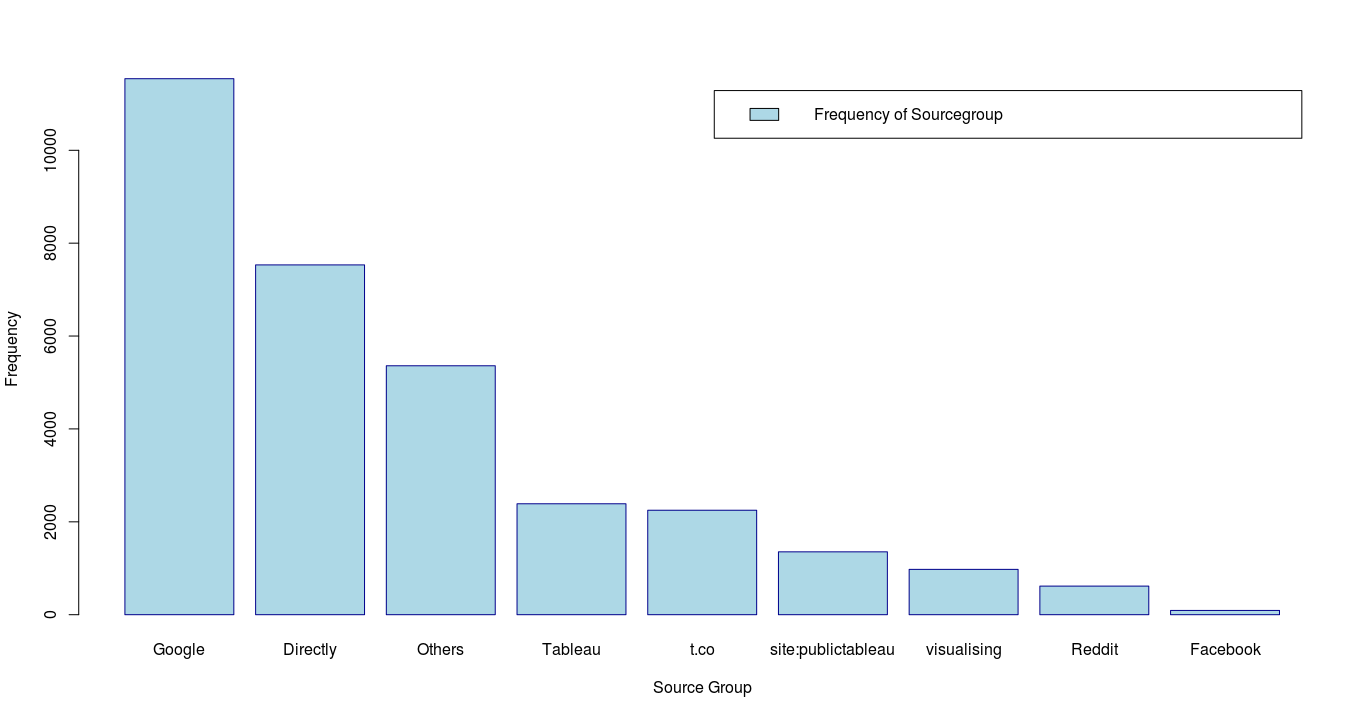 Frequency of Sourcegroup
10000
8000
6000
4000
2000
0
Frequency
Google Directly Others Tableau t.co site:publictableau visualising Reddit Facebook
Source Group